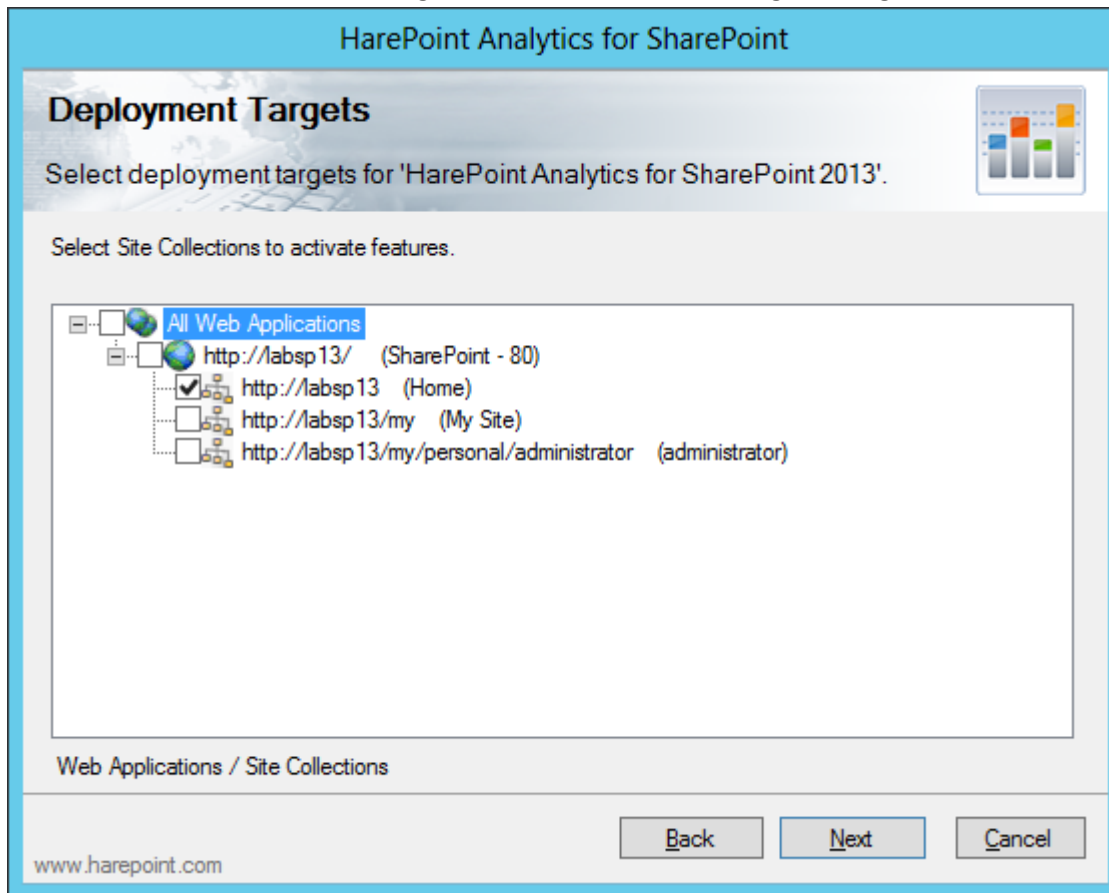 HarePoint Analytics for SharePoint
Deployment Targets
Select deployment targets for 'HarePoint Analytics for SharePoint 2013'.
Select Site Collections to activate features.
All Web Applications
http://labsp13/ (SharePoint - 80)
http://labsp13 (Home)
http://labsp13/my (My Site)
http://labsp13/my/personal/administrator (administrator)
Web Applications / Site Collections
Back Next Cancel
www.harepoint.com